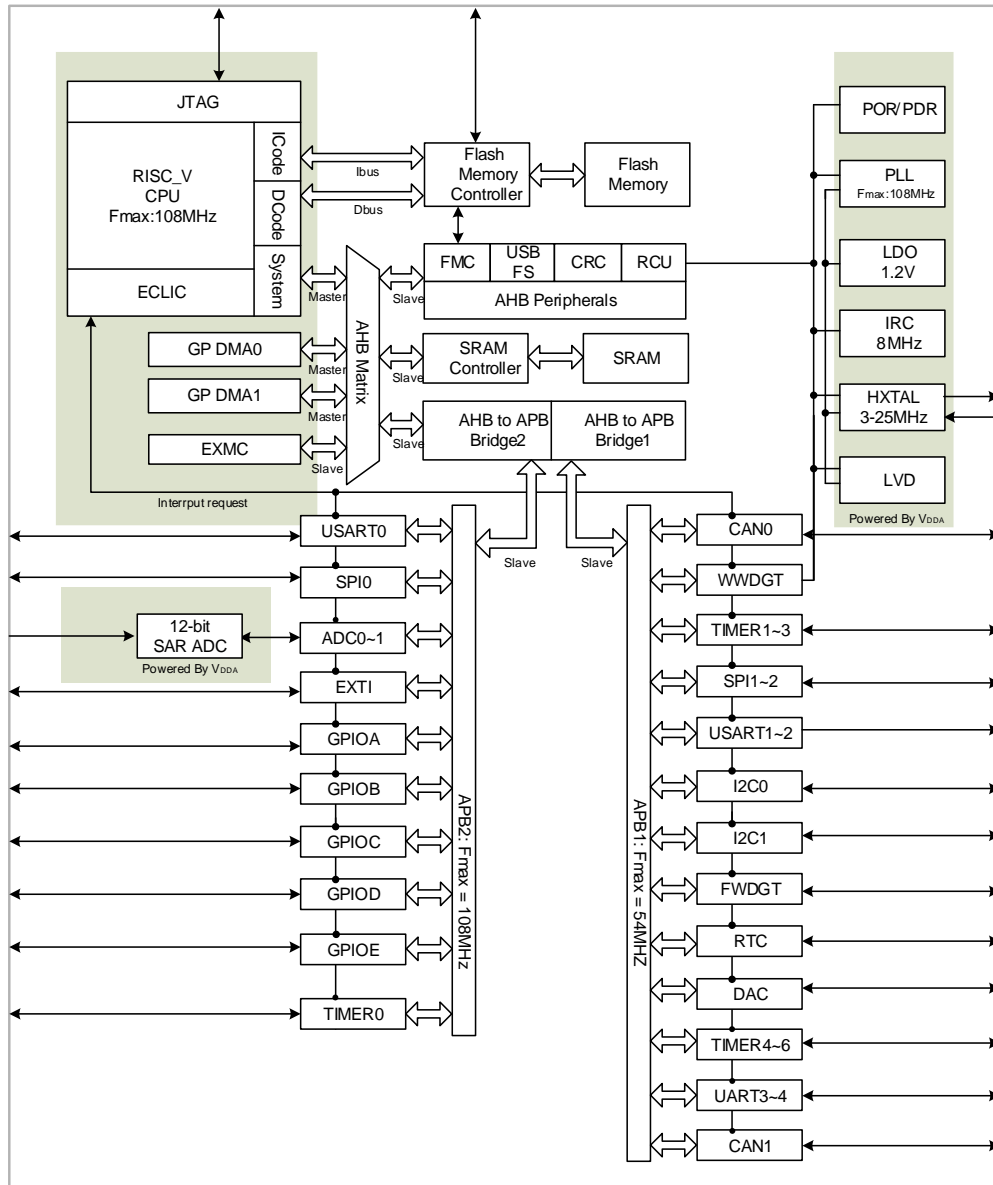 JTAG
RISC_V
CPU
Fmax:108MHz
ICode
DCode
System
ECLIC
Ibus
Dbus
Flash
Memory
Controller
Flash
Memory
FMC
USB
FS
CRC
RCU
AHB Peripherals
Master
Slave
AHB Matrix
GP DMA0
Master
GP DMA1
Master
EXMC
Slave
Slave
SRAM
Controller
SRAM
Slave
AHB to APB
Bridge2
AHB to APB
Bridge1
Interrput request
POR/PDR
PLL
Fmax:108MHz
LDO
1.2V
IRC
8MHz
HXTAL
3-25MHz
LVD
Powered By VDDA
Slave
Slave
USART0
SPI0
12-bit
SAR ADC
Powered By VDDA
ADC0~1
EXTI
GPIOA
GPIOB
GPIOC
GPIOD
GPIOE
TIMER0
APB2: Fmax = 108MHz
APB1: Fmax = 54MHZ
CAN0
WWDGT
TIMER1~3
SPI1~2
USART1~2
I2C0
I2C1
FWDGT
RTC
DAC
TIMER4~6
UART3~4
CAN1